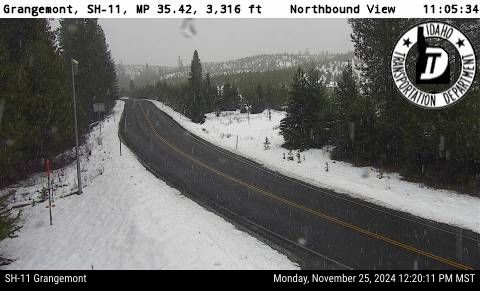 Grangemont, SH-11, MP 35.42, 3,316 ft Northbound View 11:05:34
IDAHO
TRANSPORTATION DEPARTMENT
SH-11 Grangemont Monday, November 25, 2024 12:20:11 PM MST